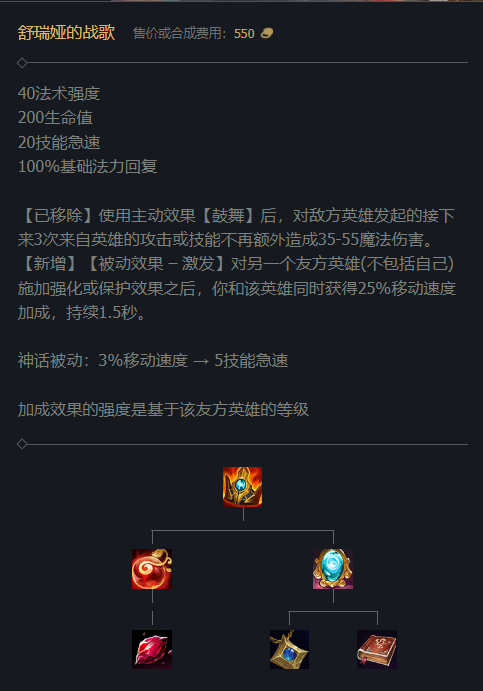 舒瑞娅的战歌 售价或合成费用：550
40法术强度
200生命值
20技能急速
100%基础法力回复
【已移除】使用主动效果【鼓舞】后，对敌方英雄发起的接下
来3次来自英雄的攻击或技能不再额外造成35-55魔法伤害。
【新增】【被动效果 – 激发】对另一个友方英雄(不包括自己)
施加强化或保护效果之后，你和该英雄同时获得25%移动速度
加成，持续1.5秒。
神话被动：3%移动速度 → 5技能急速
加成效果的强度是基于该友方英雄的等级